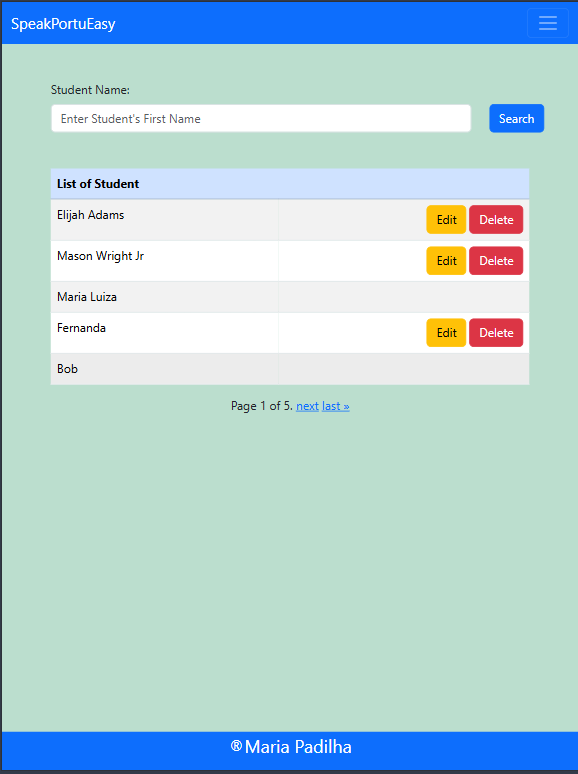 SpeakPortuEasy
Student Name:
Enter Student's First Name Search
List of Student
Elijah Adams Edit Delete
Mason Wright Jr Edit Delete
Maria Luiza
Fernanda Edit Delete
Bob
Page 1 of 5. next last »
®Maria Padilha